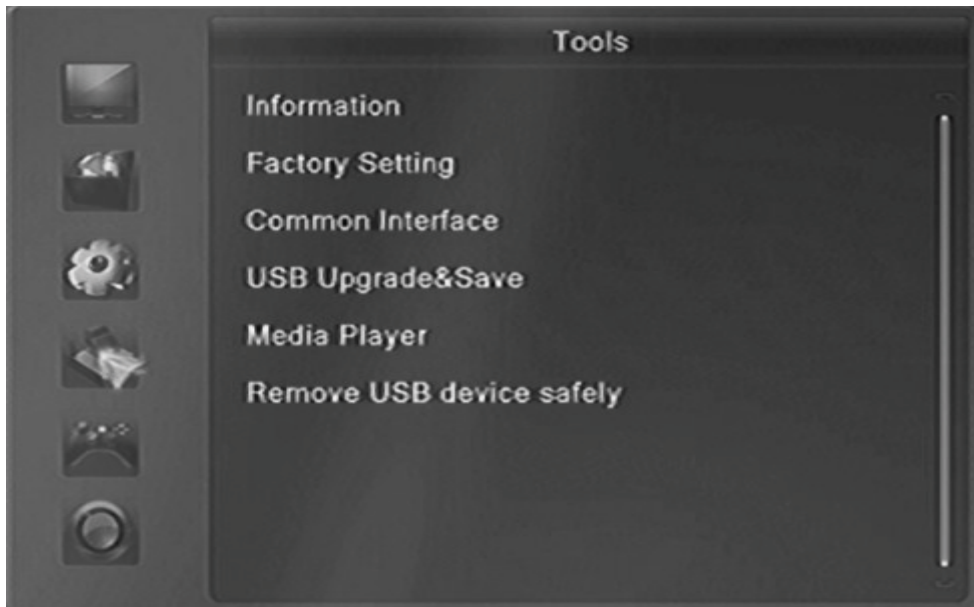 Tools
Information
Factory Setting
Common Interface
USB Upgrade&Save
Media Player
Remove USB device safely